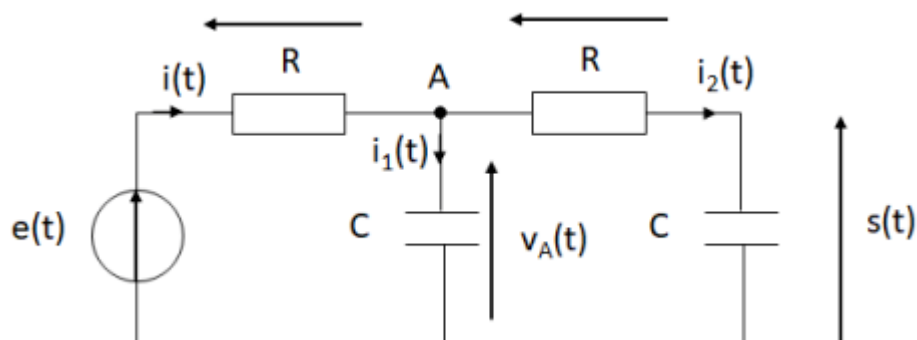 R
R
i(t)
A
i₂(t)
i₁(t)
e(t)
C
v_A(t)
C
s(t)